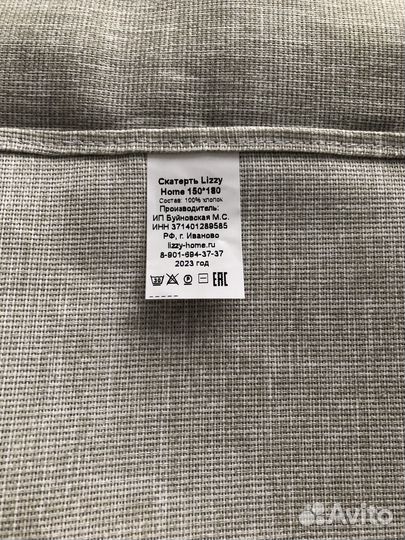 Скатерть Lizzy
Home 150*180
Состав: 100% хлопок
Производитель:
ИП Буйновская М.С.
ИНН 371401289585
РФ, г. Иваново
lizzy-home.ru
8-901-694-37-37
2023 год
EAC
Avito